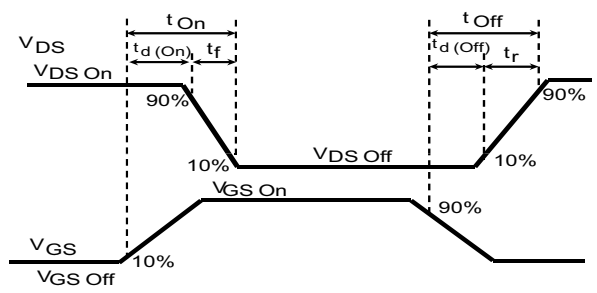 t On
t Off
V DS
t d (On)
t f
t d (Off)
t r
V DS On
90%
90%
10%
V DS Off
10%
V GS On
90%
V GS
10%
V GS Off